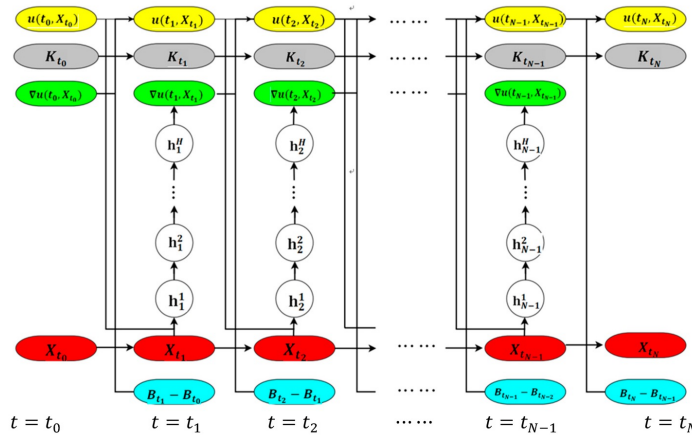 u(t₀, X_{t₀}) u(t₁, X_{t₁}) u(t₂, X_{t₂}) …… u(t_{N−1}, X_{t_{N−1}}) u(t_N, X_{t_N})
K_{t₀} K_{t₁} K_{t₂} …… K_{t_{N−1}} K_{t_N}
∇u(t₀, X_{t₀}) ∇u(t₁, X_{t₁}) ∇u(t₂, X_{t₂}) …… ∇u(t_{N−1}, X_{t_{N−1}})
h₁^H h₂^H h_{N−1}^H
⋮ ⋮ ⋮
h₁² h₂² h_{N−1}²
h₁¹ h₂¹ h_{N−1}¹
X_{t₀} X_{t₁} X_{t₂} …… X_{t_{N−1}} X_{t_N}
B_{t₁} − B_{t₀} B_{t₂} − B_{t₁} …… B_{t_{N−1}} − B_{t_{N−2}} B_{t_N} − B_{t_{N−1}}
t = t₀ t = t₁ t = t₂ …… t = t_{N−1} t = t_N